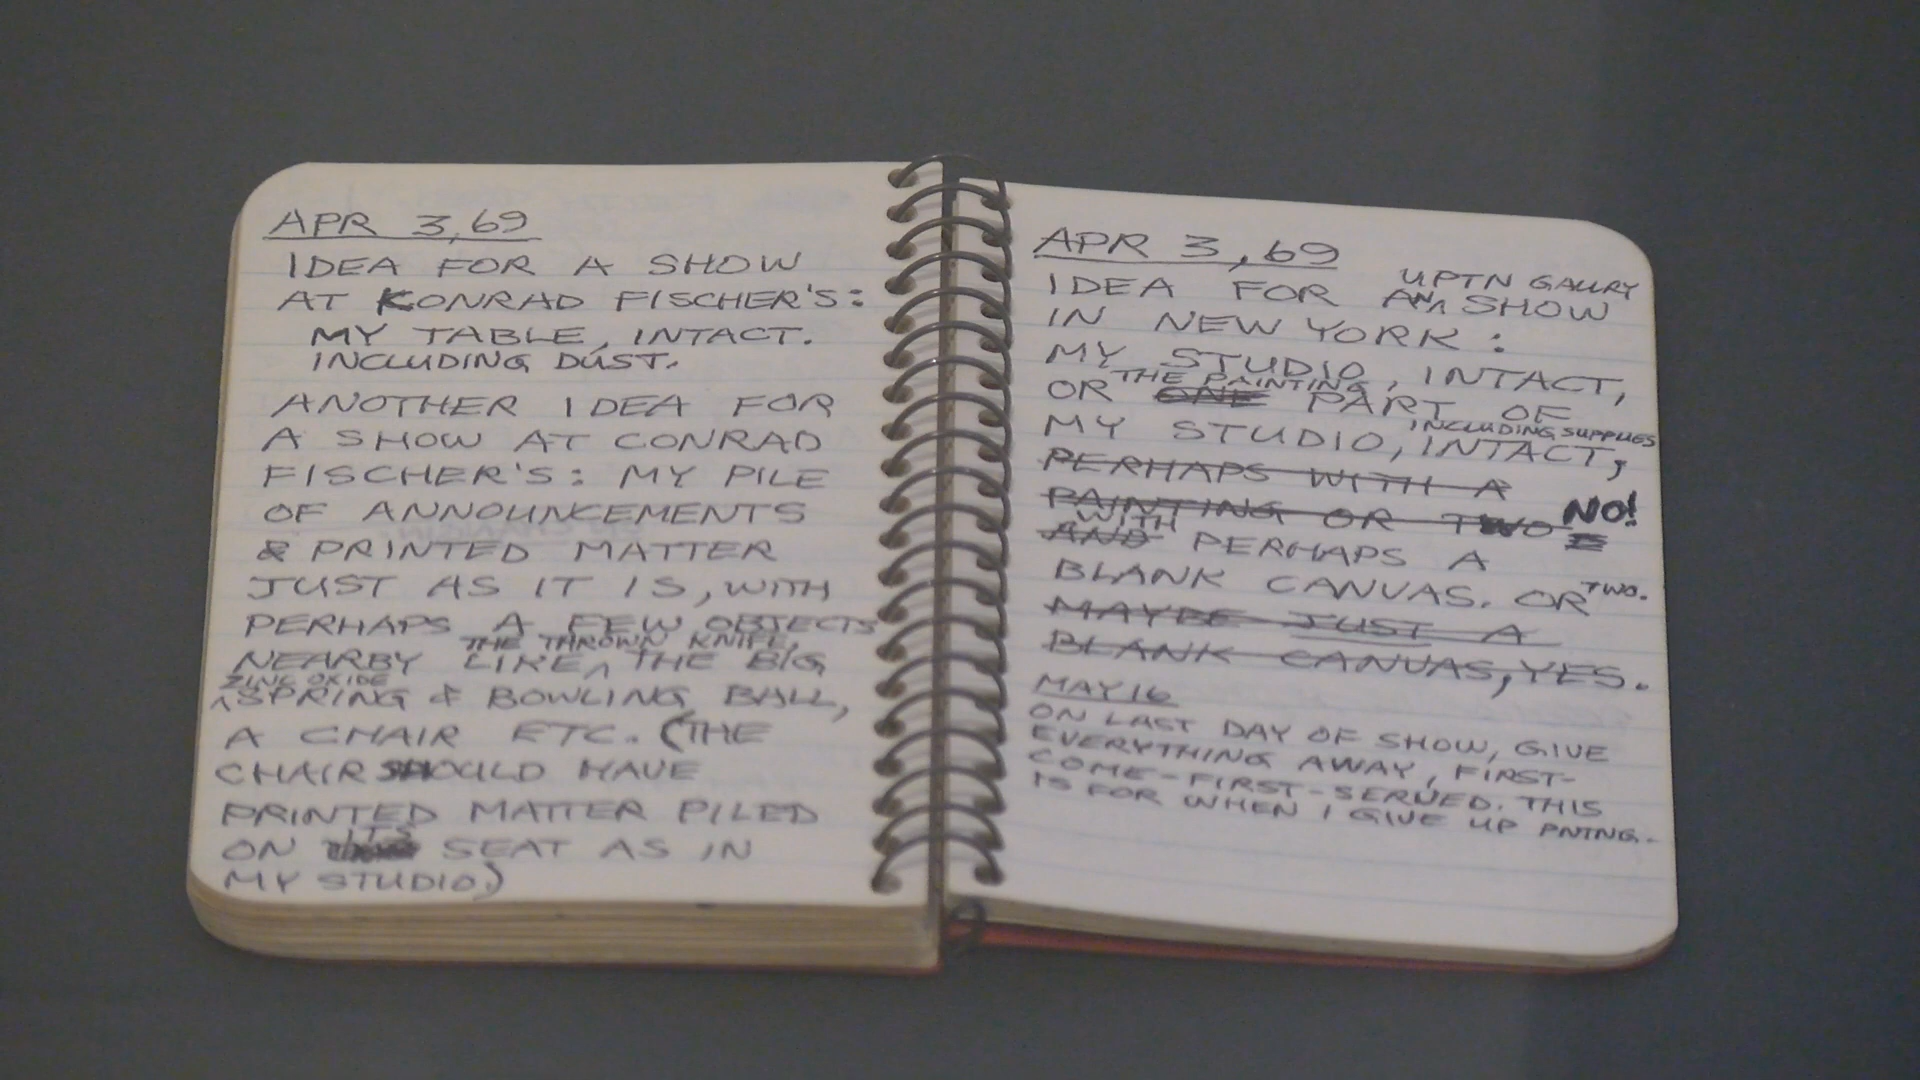 APR 3, 69
IDEA FOR A SHOW
AT KONRAD FISCHER'S:
MY TABLE, INTACT.
INCLUDING DUST.
ANOTHER IDEA FOR
A SHOW AT CONRAD
FISCHER'S: MY PILE
OF ANNOUNCEMENTS
& PRINTED MATTER
JUST AS IT IS, WITH
PERHAPS A FEW OBJECTS
THE THROWN KNIFE,
NEARBY LIKE ^ THE BIG
ZINC OXIDE
^ SPRING & BOWLING BALL,
A CHAIR ETC. (THE
CHAIR SHOULD HAVE
PRINTED MATTER PILED
ITS
ON SEAT AS IN
MY STUDIO)
APR 3, 69
UPTN GALLRY
IDEA FOR AN ^ SHOW
IN NEW YORK:
MY STUDIO, INTACT,
THE PAINTING
OR ONE PART OF
INCLUDING SUPPLIES
MY STUDIO, INTACT,
PERHAPS WITH A
PAINTING OR TWO NO!
WITH
AND PERHAPS A
BLANK CANVAS. OR TWO.
MAYBE JUST A
BLANK CANVAS, YES.
MAY 16
ON LAST DAY OF SHOW, GIVE
EVERYTHING AWAY, FIRST-
COME-FIRST-SERVED. THIS
IS FOR WHEN I GIVE UP PNTNG.